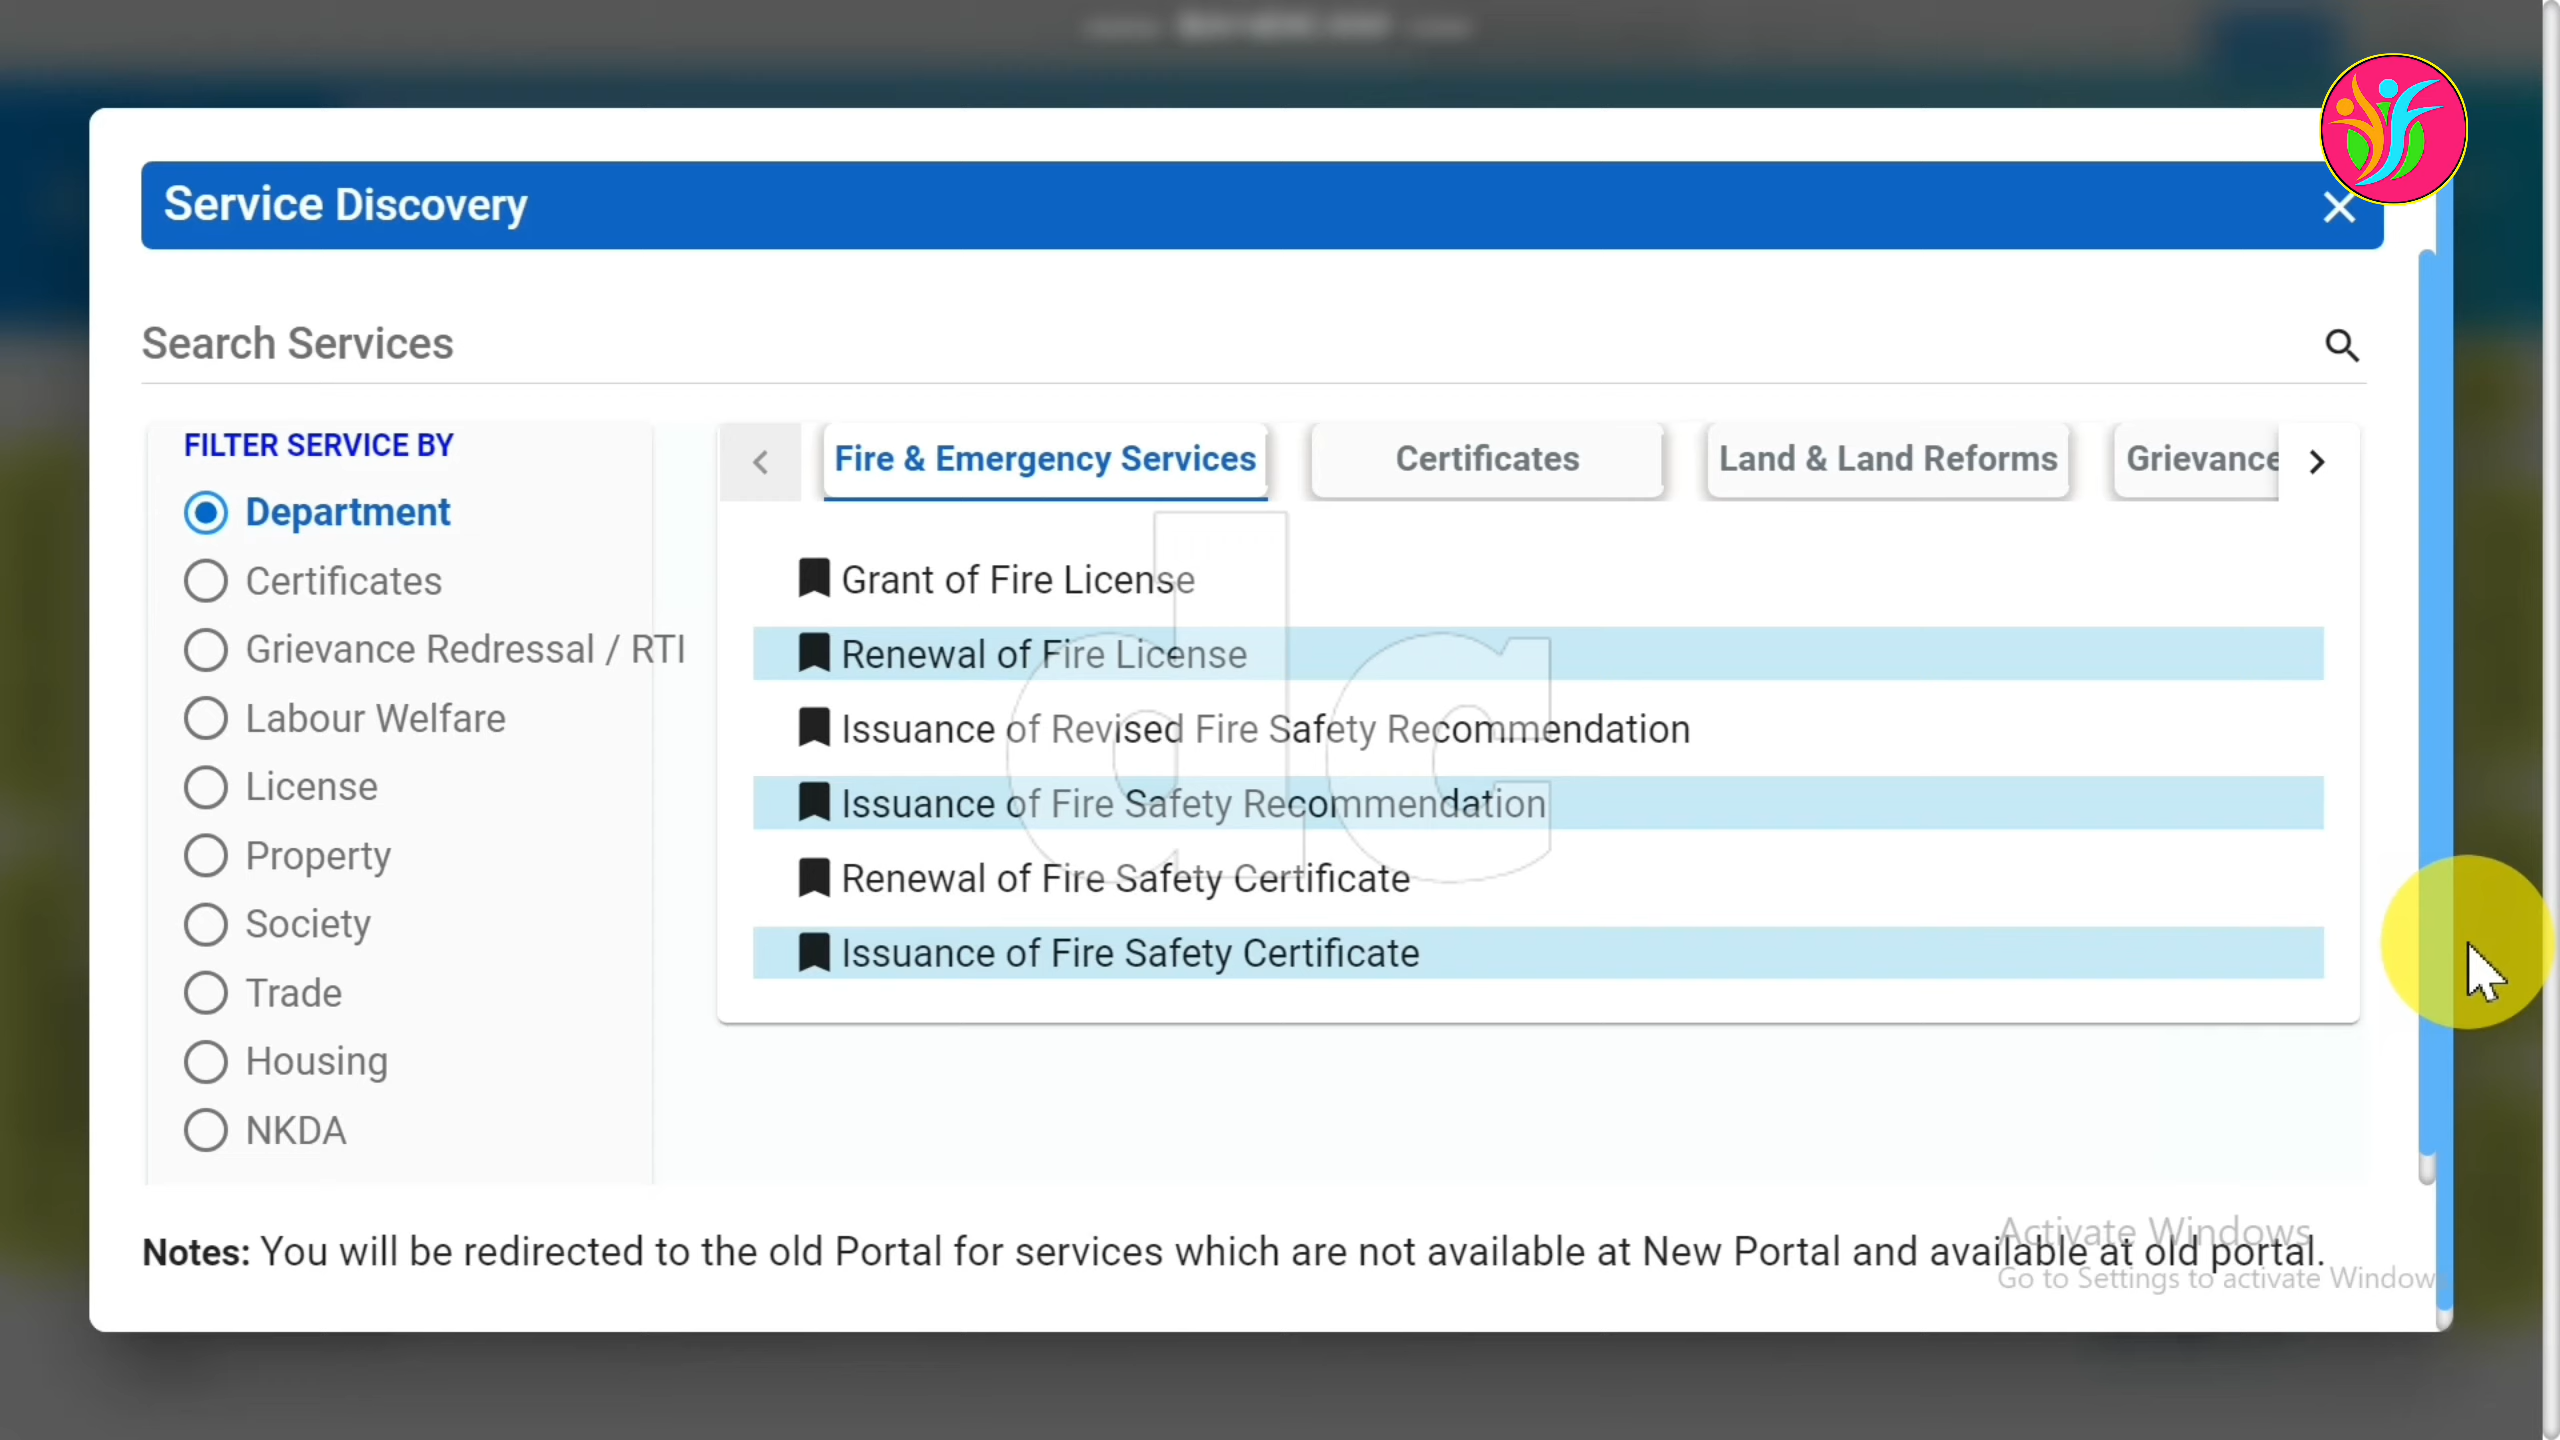 Service Discovery
Search Services
FILTER SERVICE BY
Department
Certificates
Grievance Redressal / RTI
Labour Welfare
License
Property
Society
Trade
Housing
NKDA
Fire & Emergency Services
Certificates
Land & Land Reforms
Grievance
Grant of Fire License
Renewal of Fire License
Issuance of Revised Fire Safety Recommendation
Issuance of Fire Safety Recommendation
Renewal of Fire Safety Certificate
Issuance of Fire Safety Certificate
dc
Notes: You will be redirected to the old Portal for services which are not available at New Portal and available at old portal.
Activate Windows
Go to Settings to activate Window